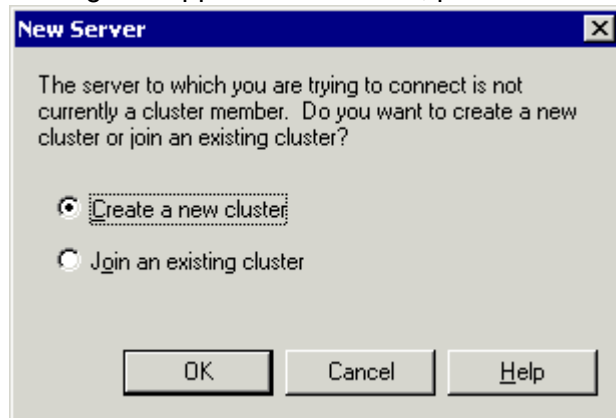 New Server
The server to which you are trying to connect is not
currently a cluster member. Do you want to create a new
cluster or join an existing cluster?
Create a new cluster
Join an existing cluster
OK Cancel Help